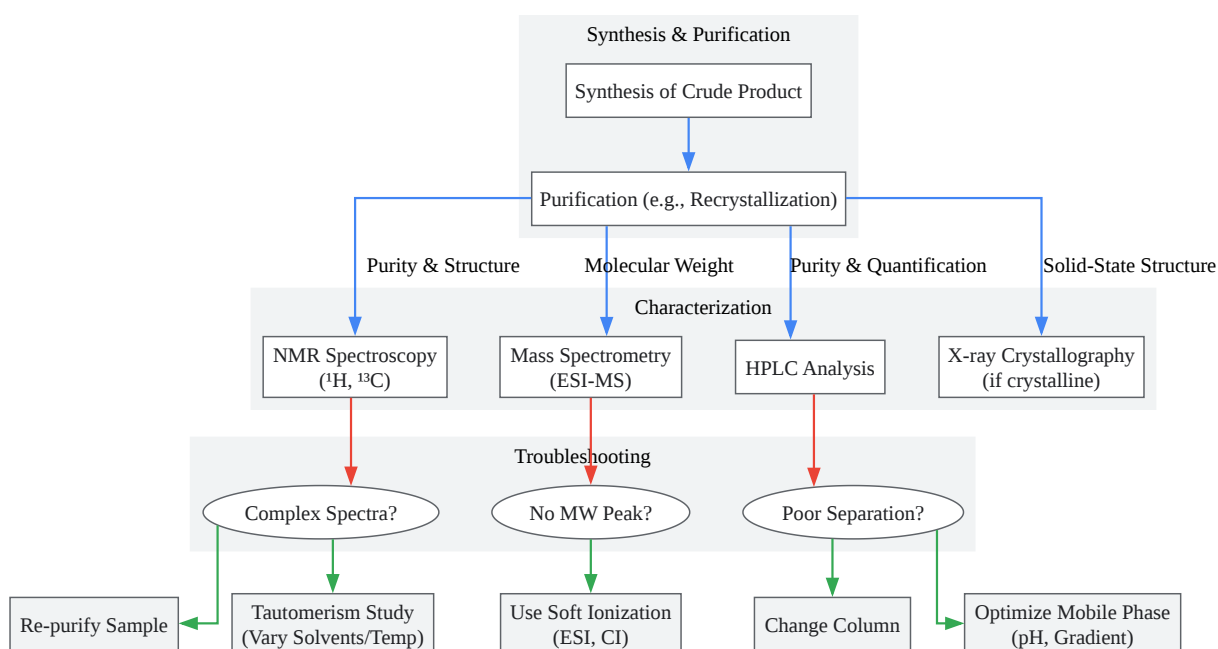 Synthesis & Purification
Synthesis of Crude Product
Purification (e.g., Recrystallization)
Purity & Structure
Molecular Weight
Purity & Quantification
Solid-State Structure
Characterization
NMR Spectroscopy
(¹H, ¹³C)
Mass Spectrometry
(ESI-MS)
HPLC Analysis
X-ray Crystallography
(if crystalline)
Troubleshooting
Complex Spectra?
No MW Peak?
Poor Separation?
Re-purify Sample
Tautomerism Study
(Vary Solvents/Temp)
Use Soft Ionization
(ESI, CI)
Change Column
Optimize Mobile Phase
(pH, Gradient)